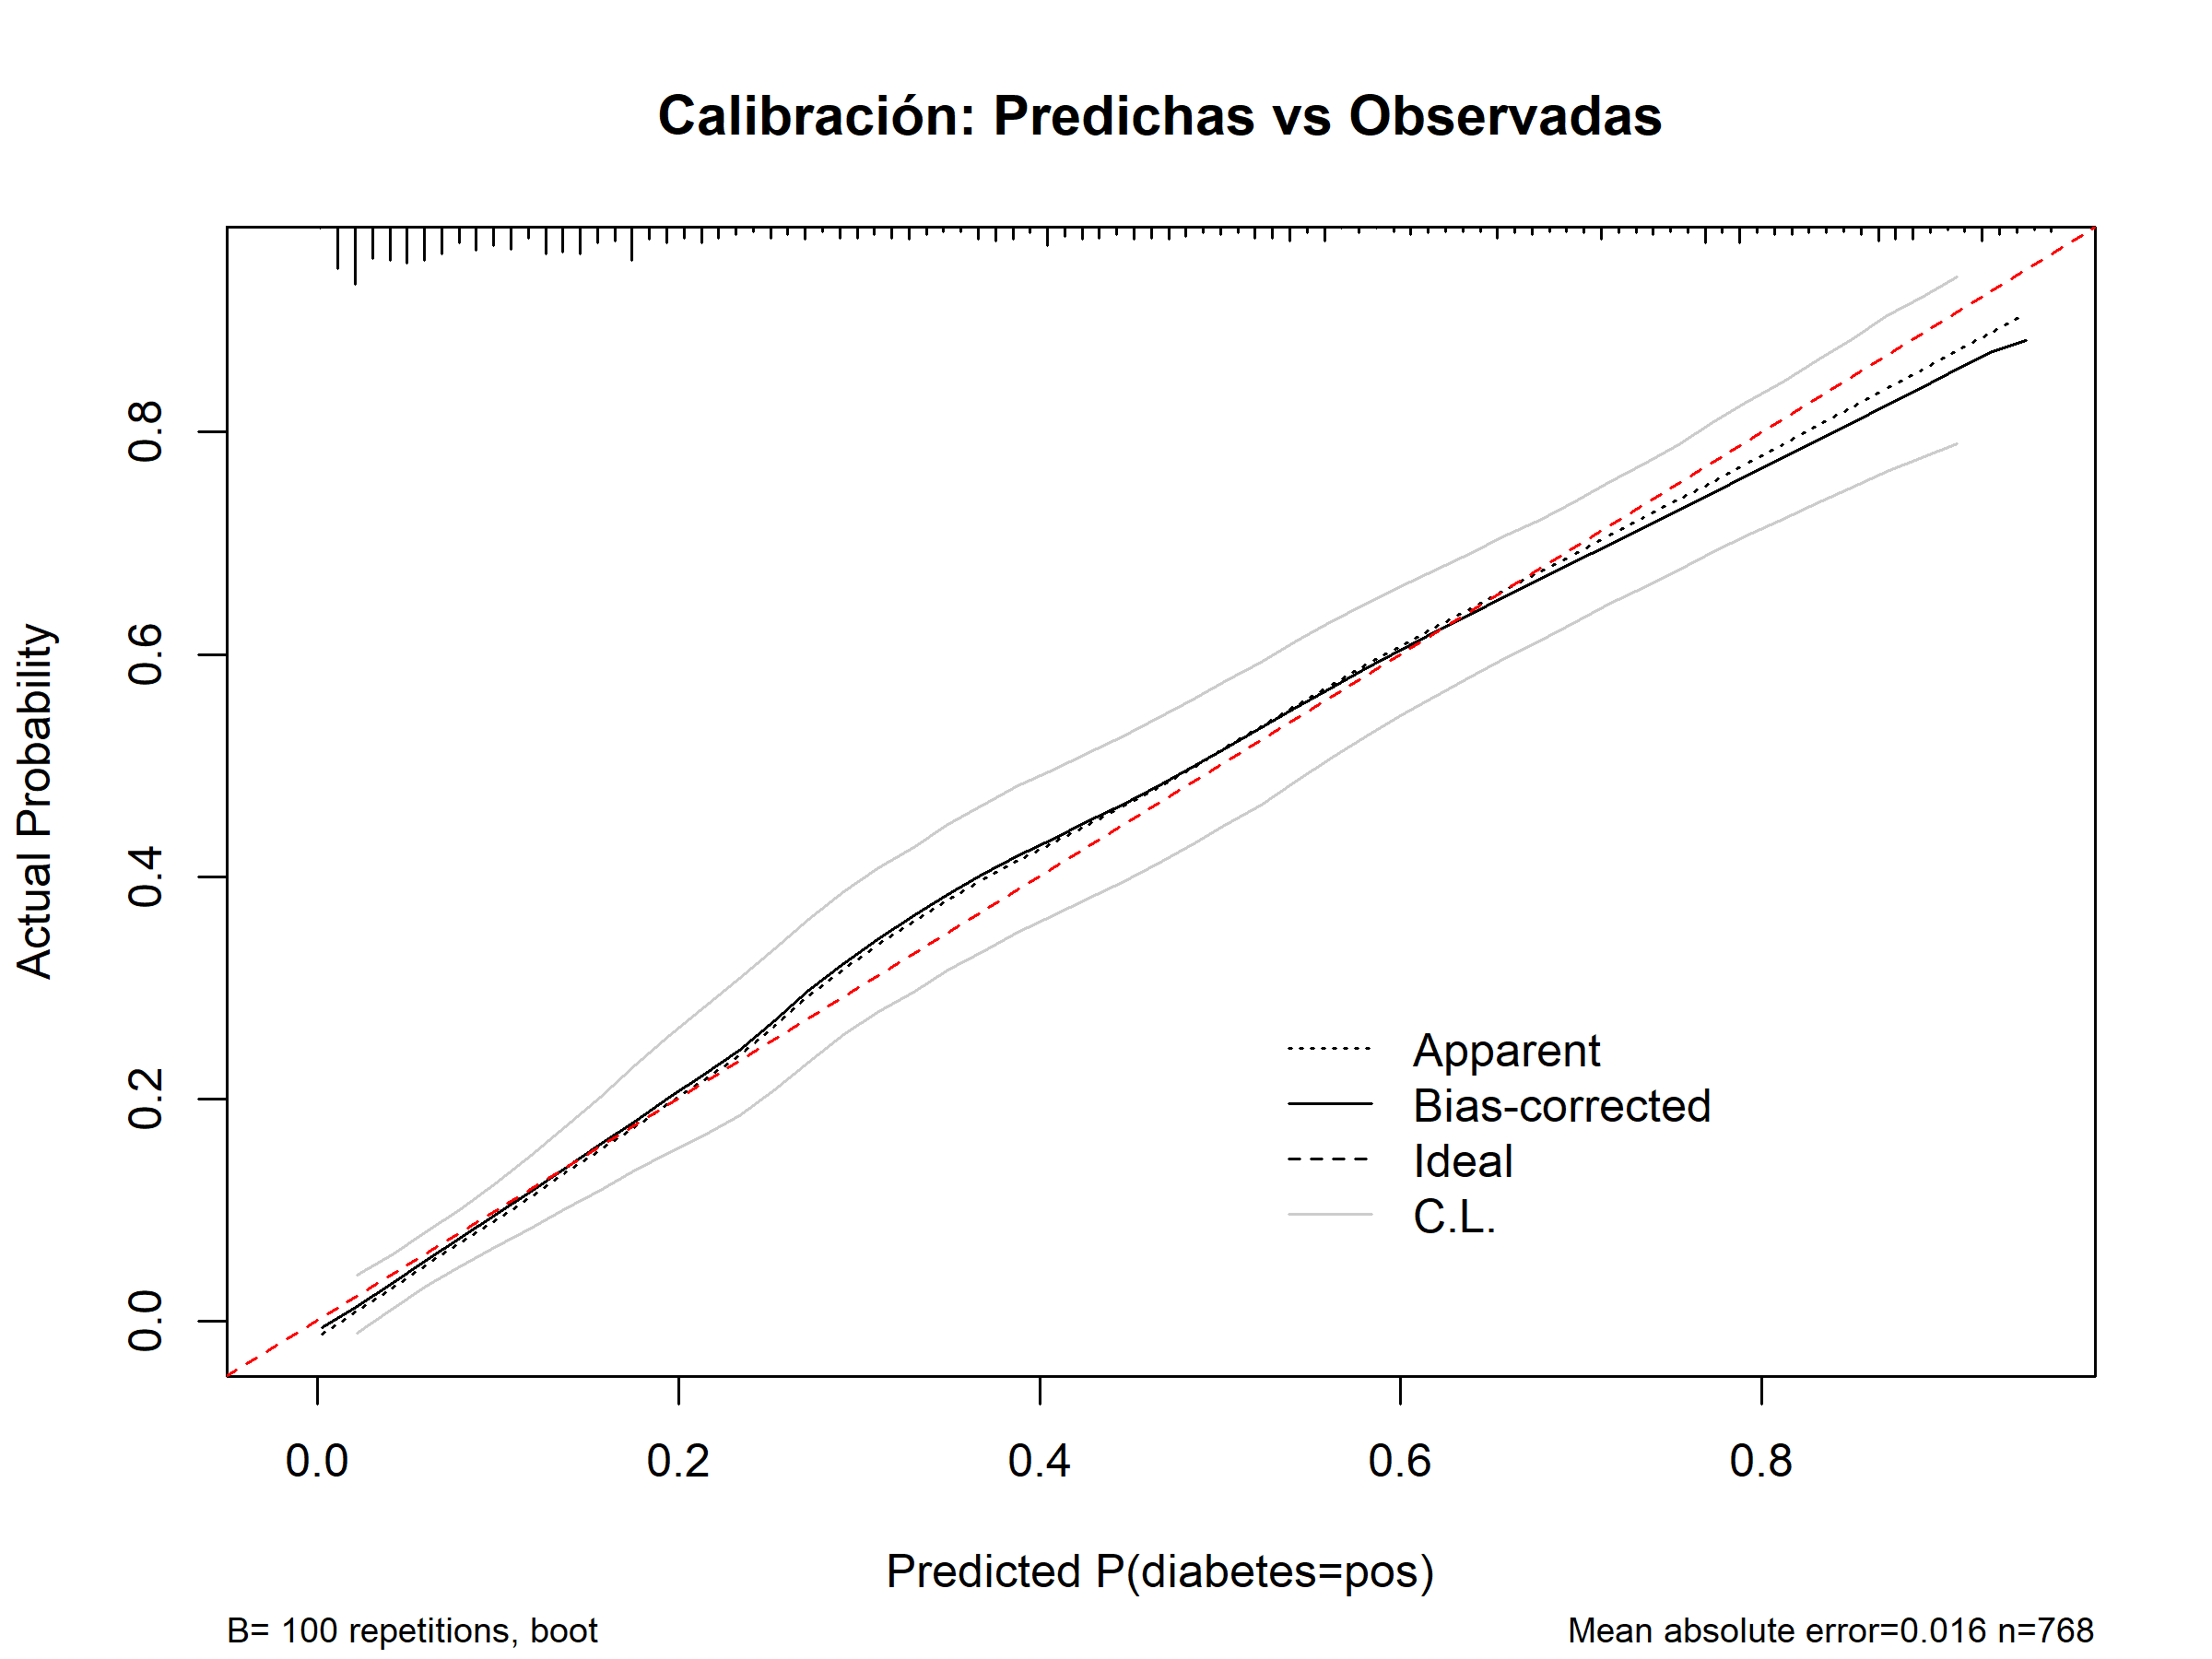 Calibración: Predichas vs Observadas
Actual Probability
0.8
0.6
0.4
0.2
0.0
Apparent
Bias-corrected
Ideal
C.L.
0.0 0.2 0.4 0.6 0.8
Predicted P(diabetes=pos)
B= 100 repetitions, boot
Mean absolute error=0.016 n=768